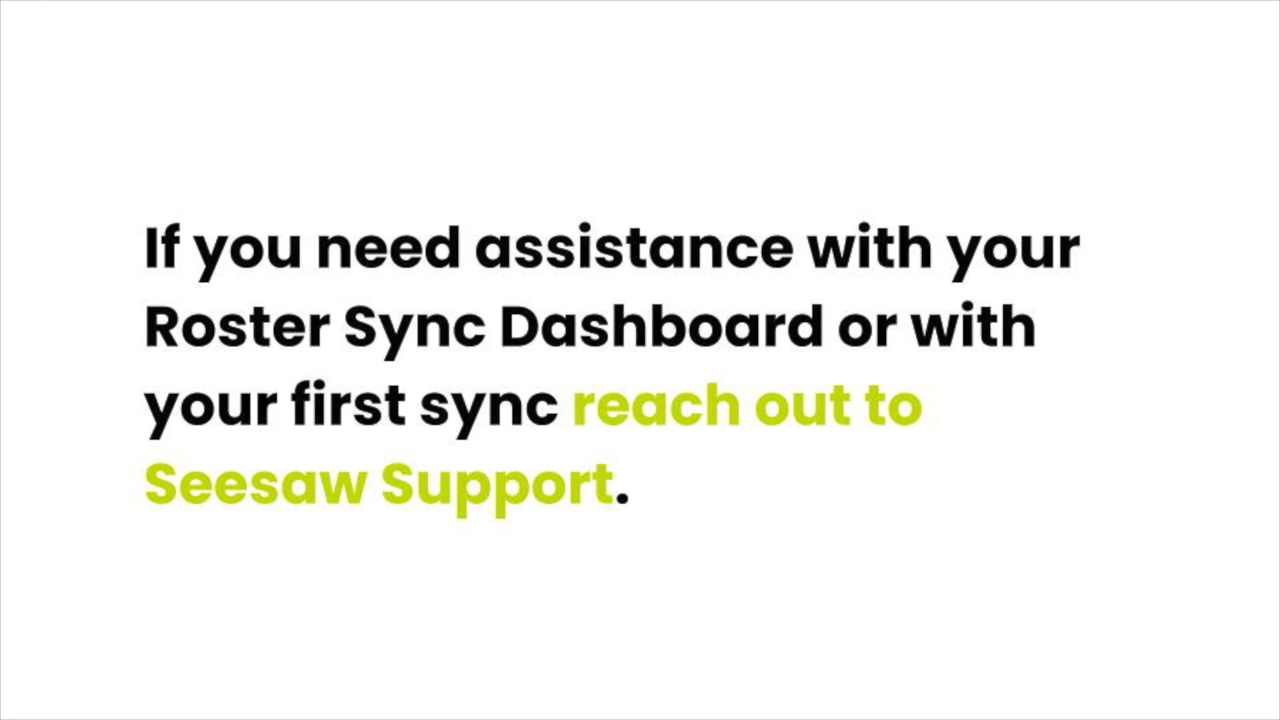 If you need assistance with your
Roster Sync Dashboard or with
your first sync reach out to
Seesaw Support.